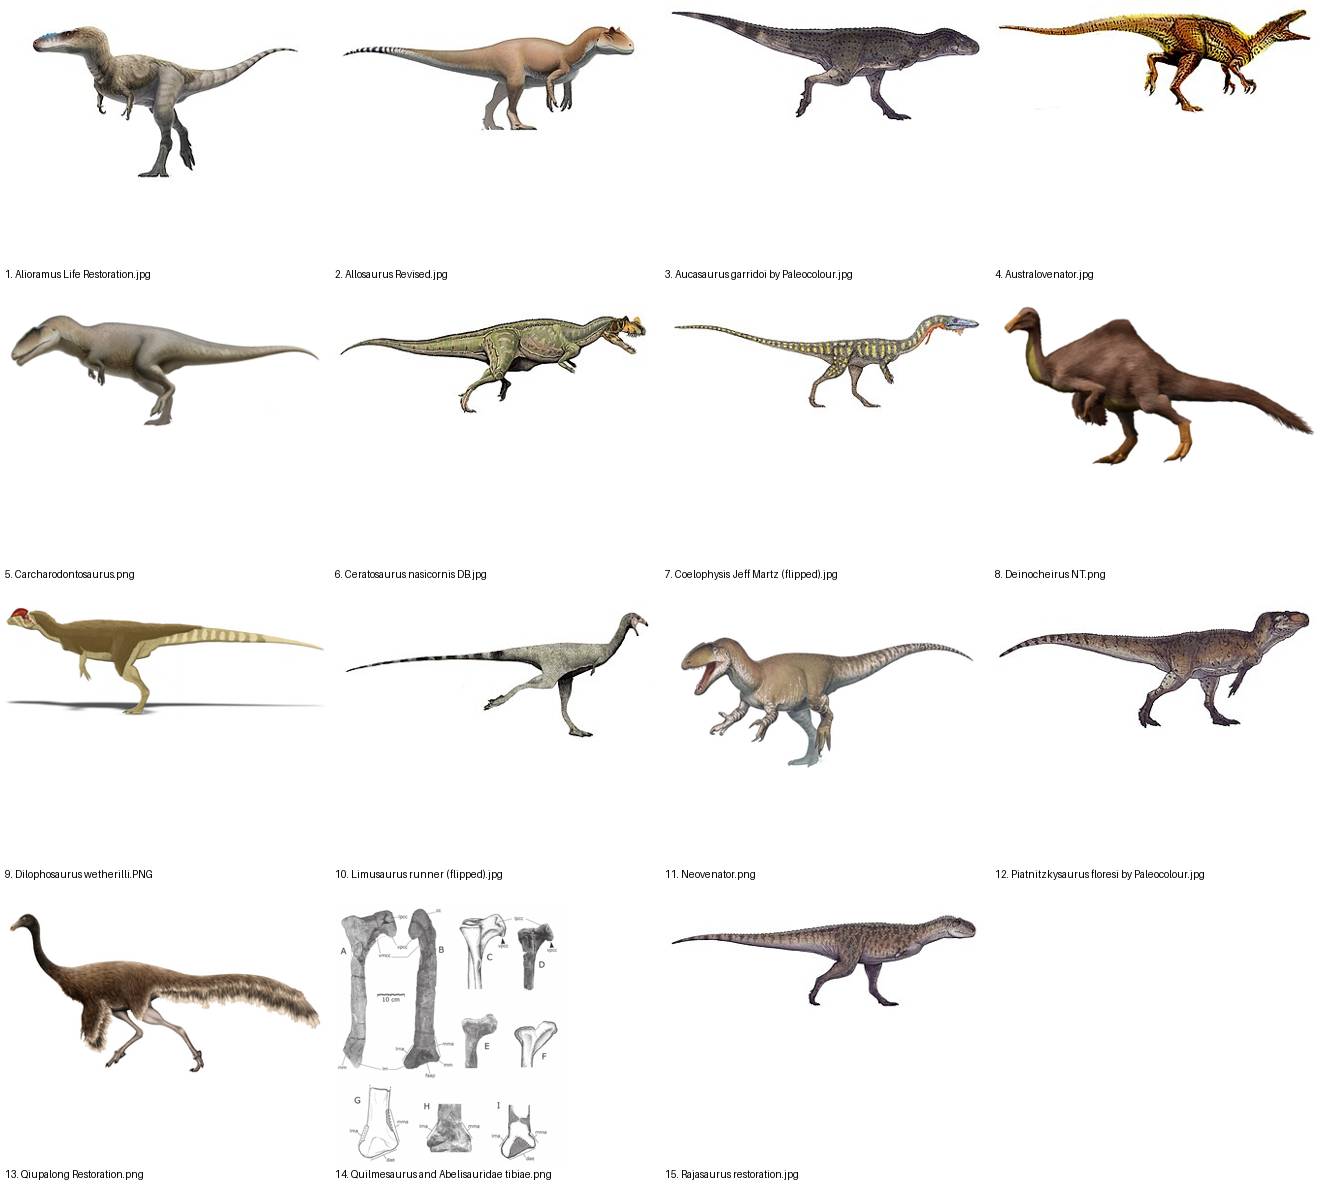 1. Alioramus Life Restoration.jpg
2. Allosaurus Revised.jpg
3. Aucasaurus garridoi by Paleocolour.jpg
4. Australovenator.jpg
5. Carcharodontosaurus.png
6. Ceratosaurus nasicornis DB.jpg
7. Coelophysis Jeff Martz (flipped).jpg
8. Deinocheirus NT.png
9. Dilophosaurus wetherilli.PNG
10. Limusaurus runner (flipped).jpg
11. Neovenator.png
12. Piatnitzkysaurus floresi by Paleocolour.jpg
A
B
C
D
10 cm
E
F
G
H
I
13. Qiupalong Restoration.png
14. Quilmesaurus and Abelisauridae tibiae.png
15. Rajasaurus restoration.jpg